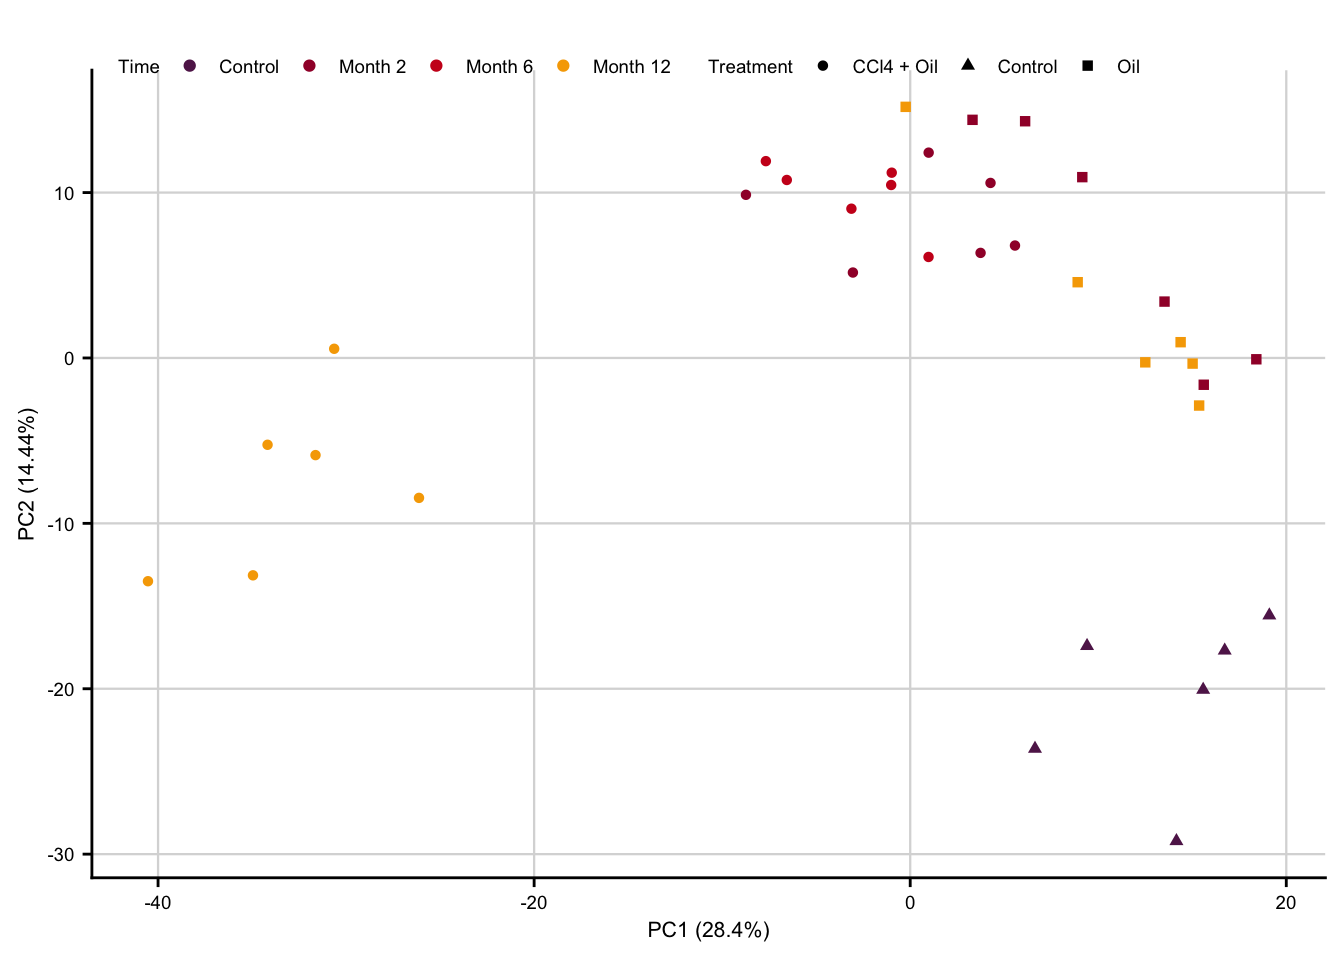 Time Control Month 2 Month 6 Month 12 Treatment CCl4 + Oil Control Oil
10
0
-10
-20
-30
PC2 (14.44%)
-40 -20 0 20
PC1 (28.4%)